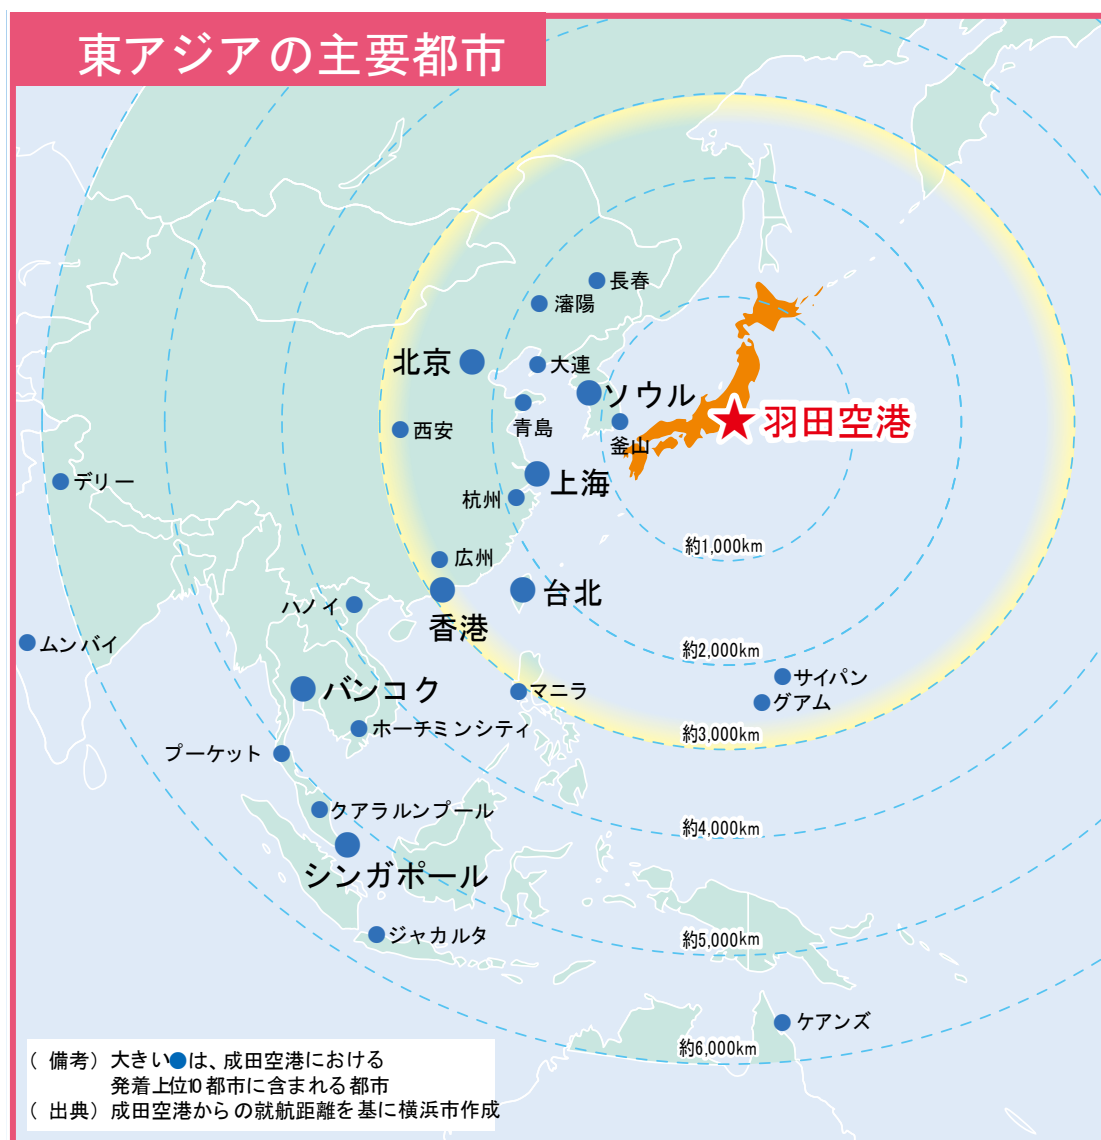 東アジアの主要都市
長春
瀋陽
北京
大連
ソウル
青島
西安
釜山
羽田空港
デリー
上海
杭州
約1,000km
広州
ハノイ
香港
台北
ムンバイ
約2,000km
サイパン
バンコク
マニラ
グアム
ホーチミンシティ
約3,000km
プーケット
クアラルンプール
約4,000km
シンガポール
ジャカルタ
約5,000km
ケアンズ
約6,000km
(備考)大きい●は、成田空港における
発着上位10都市に含まれる都市
(出典)成田空港からの就航距離を基に横浜市作成